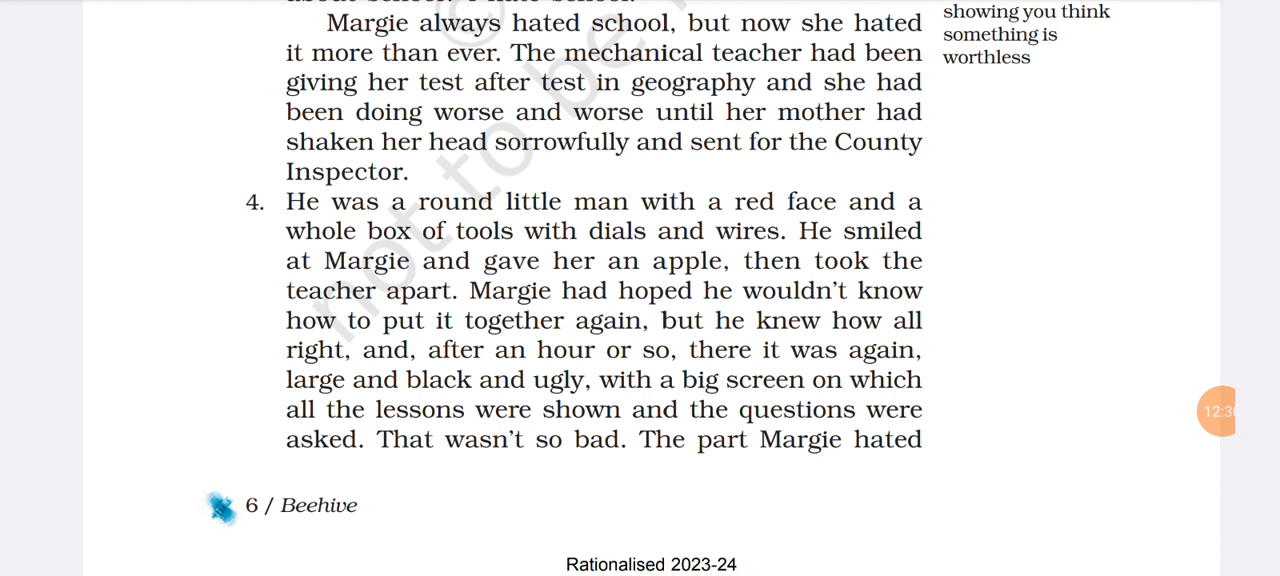 Margie always hated school, but now she hated
it more than ever. The mechanical teacher had been
giving her test after test in geography and she had
been doing worse and worse until her mother had
shaken her head sorrowfully and sent for the County
Inspector.
showing you think
something is
worthless
4. He was a round little man with a red face and a
whole box of tools with dials and wires. He smiled
at Margie and gave her an apple, then took the
teacher apart. Margie had hoped he wouldn't know
how to put it together again, but he knew how all
right, and, after an hour or so, there it was again,
large and black and ugly, with a big screen on which
all the lessons were shown and the questions were
asked. That wasn't so bad. The part Margie hated
not to be
©
6 / Beehive
Rationalised 2023-24